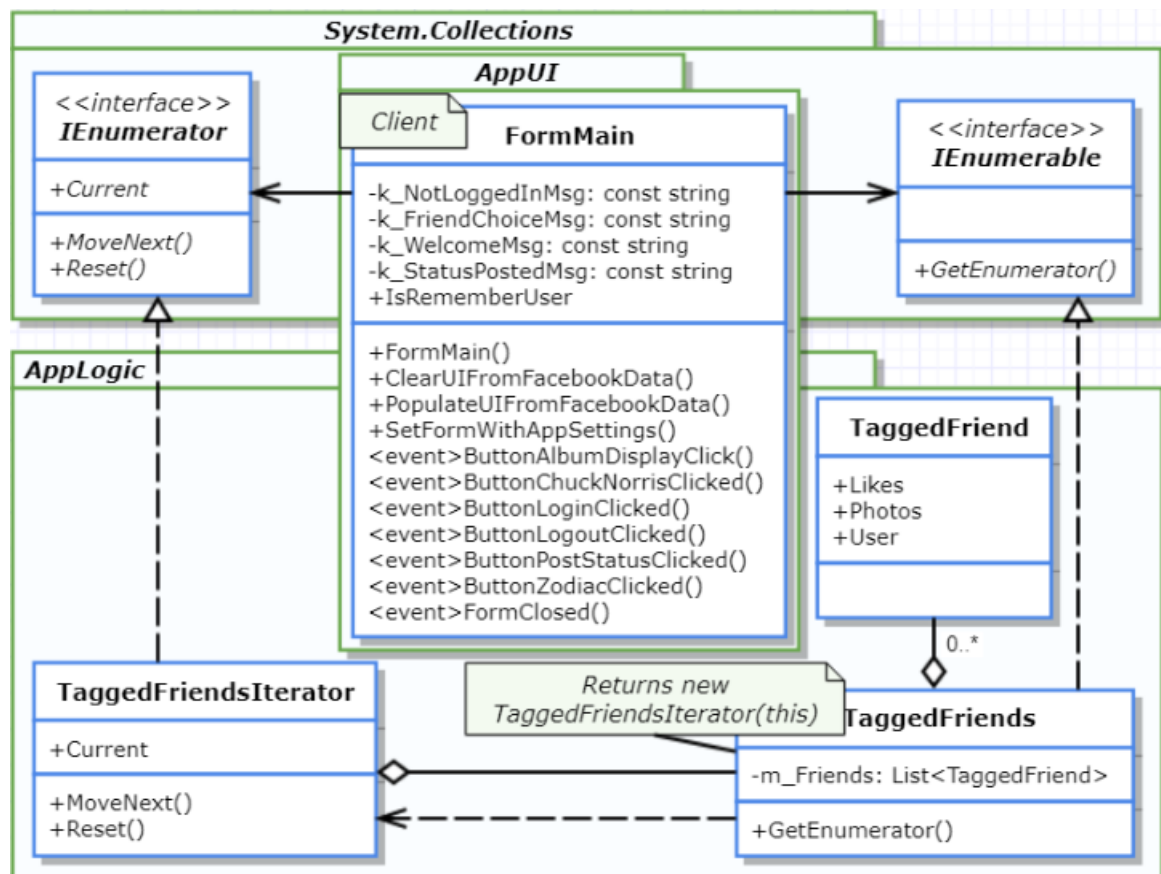 System.Collections
<<interface>>
IEnumerator
+Current
+MoveNext()
+Reset()
AppUI
Client
FormMain
-k_NotLoggedInMsg: const string
-k_FriendChoiceMsg: const string
-k_WelcomeMsg: const string
-k_StatusPostedMsg: const string
+IsRememberUser
+FormMain()
+ClearUIFromFacebookData()
+PopulateUIFromFacebookData()
+SetFormWithAppSettings()
<event>ButtonAlbumDisplayClick()
<event>ButtonChuckNorrisClicked()
<event>ButtonLoginClicked()
<event>ButtonLogoutClicked()
<event>ButtonPostStatusClicked()
<event>ButtonZodiacClicked()
<event>FormClosed()
<<interface>>
IEnumerable
+GetEnumerator()
AppLogic
TaggedFriend
+Likes
+Photos
+User
0..*
TaggedFriendsIterator
+Current
+MoveNext()
+Reset()
Returns new
TaggedFriendsIterator(this)
TaggedFriends
-m_Friends: List<TaggedFriend>
+GetEnumerator()